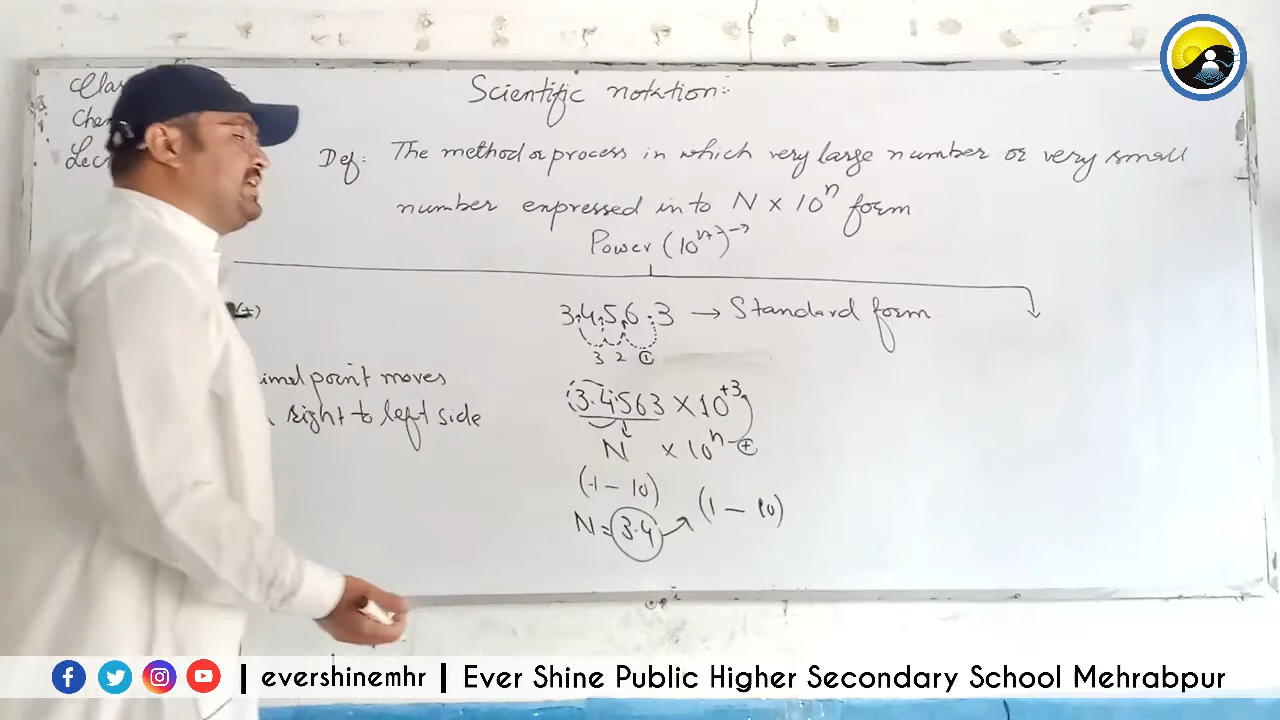 Scientific notation:-
Def: The method or process in which very large number or very small
number expressed in to N × 10ⁿ form
Power (10ⁿ⁺)⁻→
(+)
3.4.5.6.3 → Standard form
3 2 ①
point moves
right to left side
3.4563 × 10⁺³
N × 10ⁿ ⊕
(1 – 10)
N = 3.4 → (1 – 10)
| evershinemhr | Ever Shine Public Higher Secondary School Mehrabpur